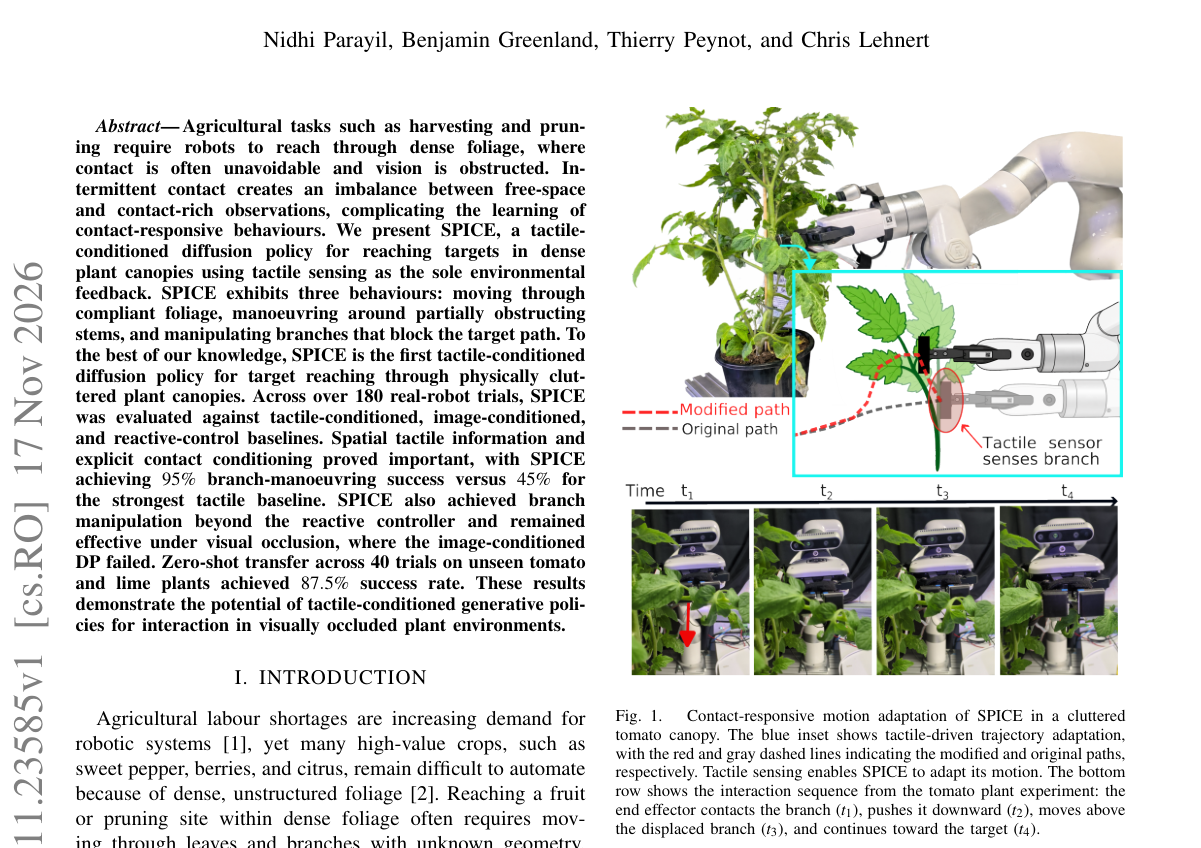 Nidhi Parayil, Benjamin Greenland, Thierry Peynot, and Chris Lehnert
11.23585v1 [cs.RO] 17 Nov 2026
Abstract—Agricultural tasks such as harvesting and prun-
ing require robots to reach through dense foliage, where
contact is often unavoidable and vision is obstructed. In-
termittent contact creates an imbalance between free-space
and contact-rich observations, complicating the learning of
contact-responsive behaviours. We present SPICE, a tactile-
conditioned diffusion policy for reaching targets in dense
plant canopies using tactile sensing as the sole environmental
feedback. SPICE exhibits three behaviours: moving through
compliant foliage, manoeuvring around partially obstructing
stems, and manipulating branches that block the target path. To
the best of our knowledge, SPICE is the first tactile-conditioned
diffusion policy for target reaching through physically clut-
tered plant canopies. Across over 180 real-robot trials, SPICE
was evaluated against tactile-conditioned, image-conditioned,
and reactive-control baselines. Spatial tactile information and
explicit contact conditioning proved important, with SPICE
achieving 95% branch-manoeuvring success versus 45% for
the strongest tactile baseline. SPICE also achieved branch
manipulation beyond the reactive controller and remained
effective under visual occlusion, where the image-conditioned
DP failed. Zero-shot transfer across 40 trials on unseen tomato
and lime plants achieved 87.5% success rate. These results
demonstrate the potential of tactile-conditioned generative poli-
cies for interaction in visually occluded plant environments.
I. INTRODUCTION
Agricultural labour shortages are increasing demand for
robotic systems [1], yet many high-value crops, such as
sweet pepper, berries, and citrus, remain difficult to automate
because of dense, unstructured foliage [2]. Reaching a fruit
or pruning site within dense foliage often requires mov-
ing through leaves and branches with unknown geometry.
Modified path
Original path
Tactile sensor
senses branch
Time t1 t2 t3 t4
Fig. 1. Contact-responsive motion adaptation of SPICE in a cluttered
tomato canopy. The blue inset shows tactile-driven trajectory adaptation,
with the red and gray dashed lines indicating the modified and original paths,
respectively. Tactile sensing enables SPICE to adapt its motion. The bottom
row shows the interaction sequence from the tomato plant experiment: the
end effector contacts the branch (t1), pushes it downward (t2), moves above
the displaced branch (t3), and continues toward the target (t4).